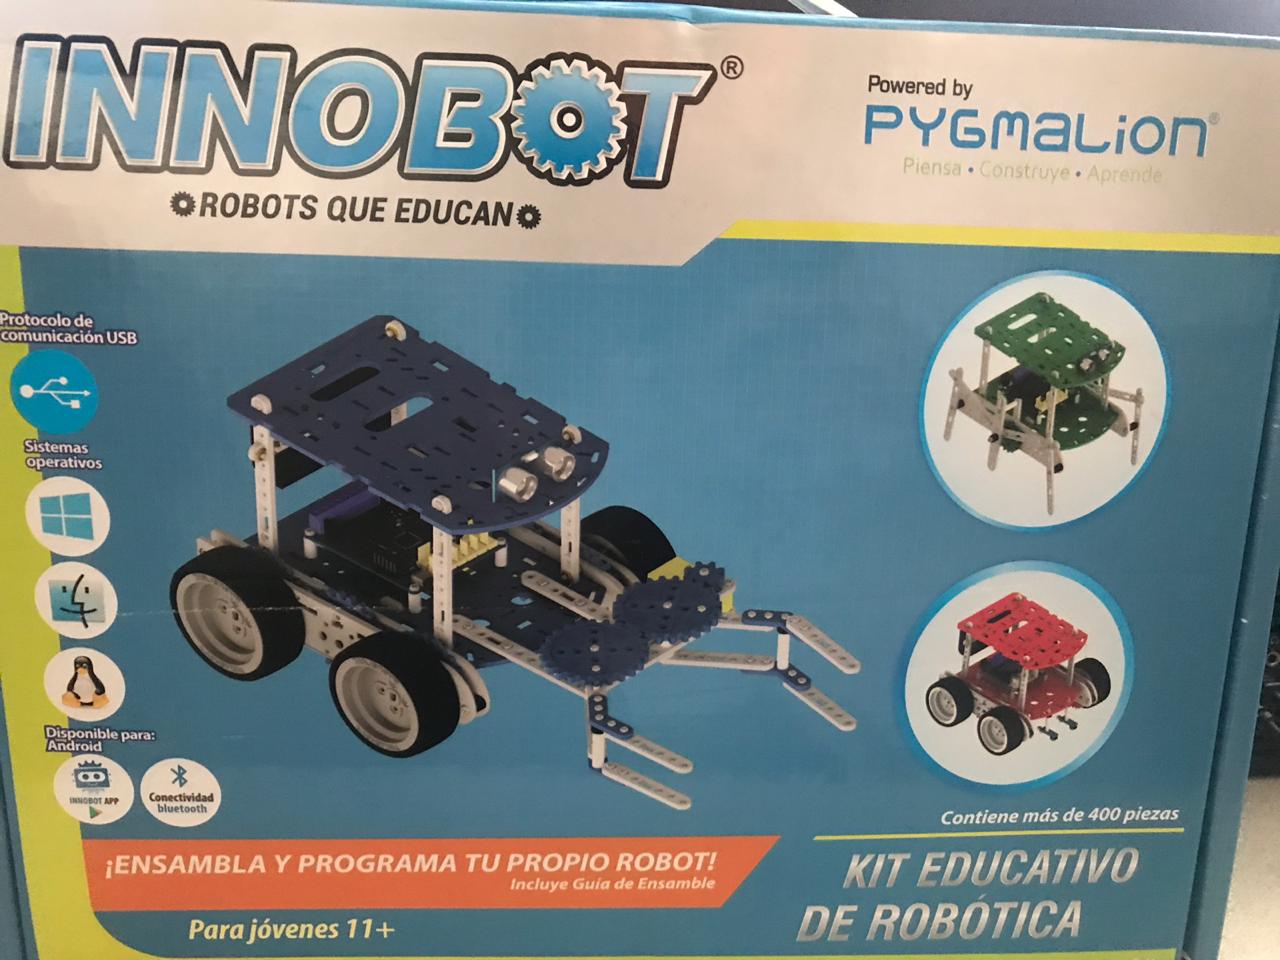 INNOBOT®
ROBOTS QUE EDUCAN
Powered by
PYGMALION®
Piensa • Construye • Aprende
Protocolo de
comunicación USB
Sistemas
operativos
Disponible para:
Android
INNOBOT APP
Conectividad
bluetooth
Contiene más de 400 piezas
¡ENSAMBLA Y PROGRAMA TU PROPIO ROBOT!
Incluye Guía de Ensamble
KIT EDUCATIVO
DE ROBÓTICA
Para jóvenes 11+